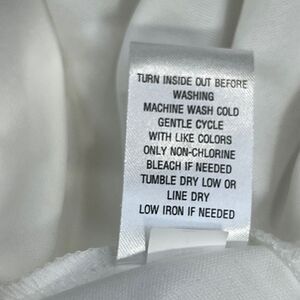 TURN INSIDE OUT BEFORE
WASHING
MACHINE WASH COLD
GENTLE CYCLE
WITH LIKE COLORS
ONLY NON-CHLORINE
BLEACH IF NEEDED
TUMBLE DRY LOW OR
LINE DRY
LOW IRON IF NEEDED